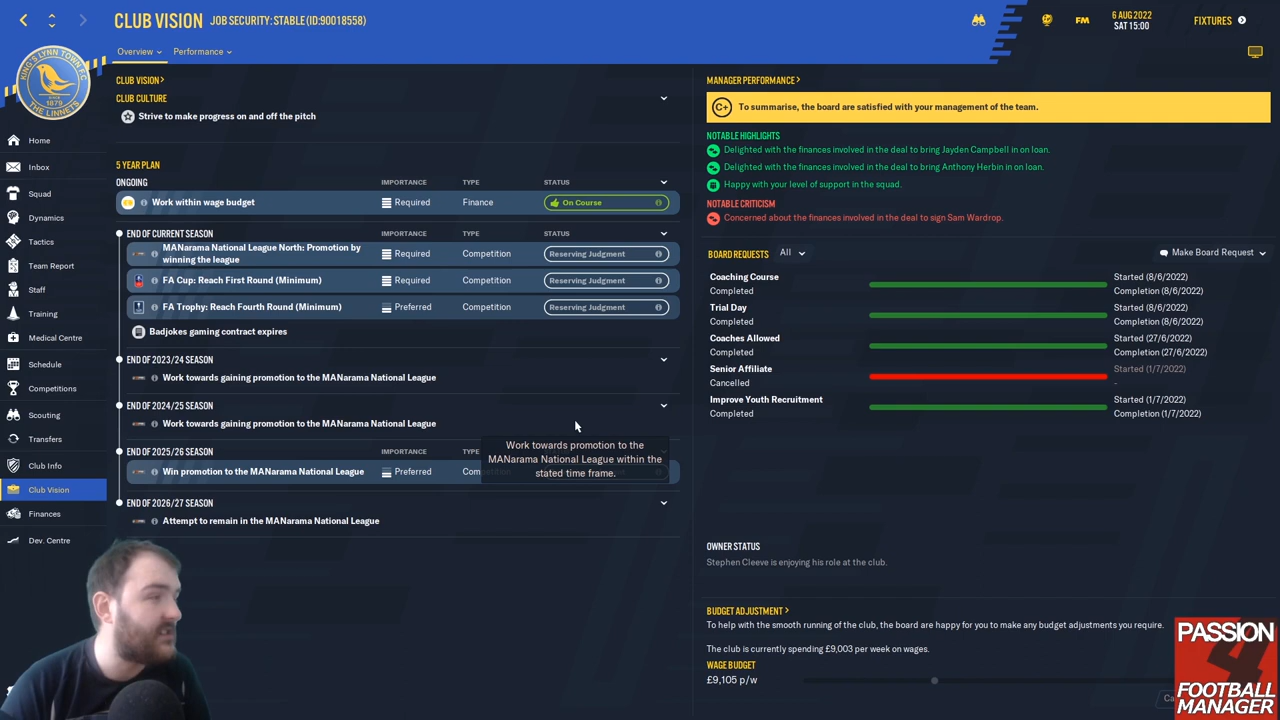 CLUB VISION JOB SECURITY: STABLE (ID:90018558)
FM
6 AUG 2022
SAT 15:00
FIXTURES
Overview
Performance
KING'S LYNN TOWN F.C
SINCE
1879
THE LINNETS
Home
Inbox
Squad
Dynamics
Tactics
Team Report
Staff
Training
Medical Centre
Schedule
Competitions
Scouting
Transfers
Club Info
Club Vision
Finances
Dev. Centre
CLUB VISION >
CLUB CULTURE
Strive to make progress on and off the pitch
5 YEAR PLAN
ONGOING IMPORTANCE TYPE STATUS
Work within wage budget Required Finance On Course
END OF CURRENT SEASON IMPORTANCE TYPE STATUS
MANarama National League North: Promotion by
winning the league Required Competition Reserving Judgment
FA Cup: Reach First Round (Minimum) Required Competition Reserving Judgment
FA Trophy: Reach Fourth Round (Minimum) Preferred Competition Reserving Judgment
Badjokes gaming contract expires
END OF 2023/24 SEASON
Work towards gaining promotion to the MANarama National League
END OF 2024/25 SEASON
Work towards gaining promotion to the MANarama National League
END OF 2025/26 SEASON IMPORTANCE
Win promotion to the MANarama National League Preferred
Work towards promotion to the
MANarama National League within the
stated time frame.
END OF 2026/27 SEASON
Attempt to remain in the MANarama National League
MANAGER PERFORMANCE >
C+ To summarise, the board are satisfied with your management of the team.
NOTABLE HIGHLIGHTS
Delighted with the finances involved in the deal to bring Jayden Campbell in on loan.
Delighted with the finances involved in the deal to bring Anthony Herbin in on loan.
Happy with your level of support in the squad.
NOTABLE CRITICISM
Concerned about the finances involved in the deal to sign Sam Wardrop.
BOARD REQUESTS All Make Board Request
Coaching Course Started (8/6/2022)
Completed Completion (8/6/2022)
Trial Day Started (8/6/2022)
Completed Completion (8/6/2022)
Coaches Allowed Started (27/6/2022)
Completed Completion (27/6/2022)
Senior Affiliate Started (1/7/2022)
Cancelled -
Improve Youth Recruitment Started (1/7/2022)
Completed Completion (1/7/2022)
OWNER STATUS
Stephen Cleeve is enjoying his role at the club.
BUDGET ADJUSTMENT >
To help with the smooth running of the club, the board are happy for you to make any budget adjustments you require.
The club is currently spending £9,003 per week on wages.
WAGE BUDGET
£9,105 p/w
PASSION
4
FOOTBALL
MANAGER